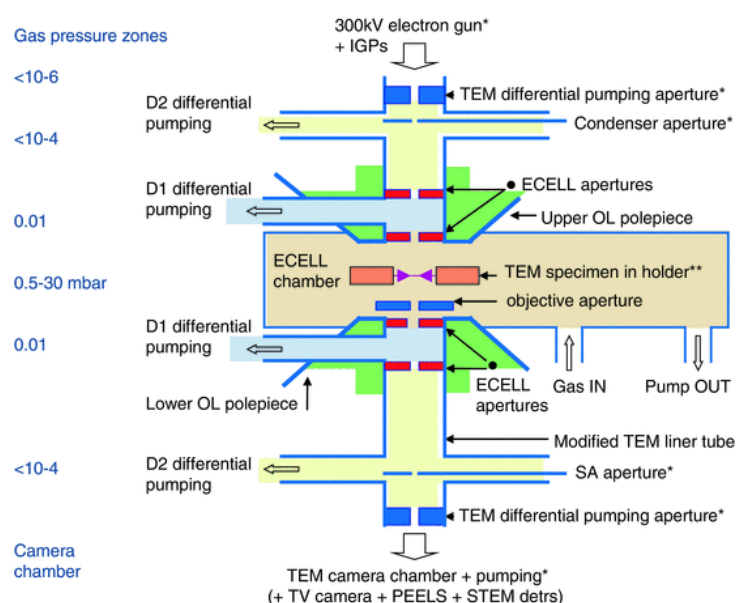 Gas pressure zones
300kV electron gun*
+ IGPs
<10-6
TEM differential pumping aperture*
D2 differential
pumping
Condenser aperture*
<10-4
D1 differential
pumping
ECELL apertures
0.01
Upper OL polepiece
ECELL
chamber
TEM specimen in holder**
0.5-30 mbar
objective aperture
D1 differential
pumping
0.01
Lower OL polepiece
ECELL
apertures
Gas IN
Pump OUT
Modified TEM liner tube
D2 differential
pumping
<10-4
SA aperture*
TEM differential pumping aperture*
Camera
chamber
TEM camera chamber + pumping*
(+ TV camera + PEELS + STEM detrs)